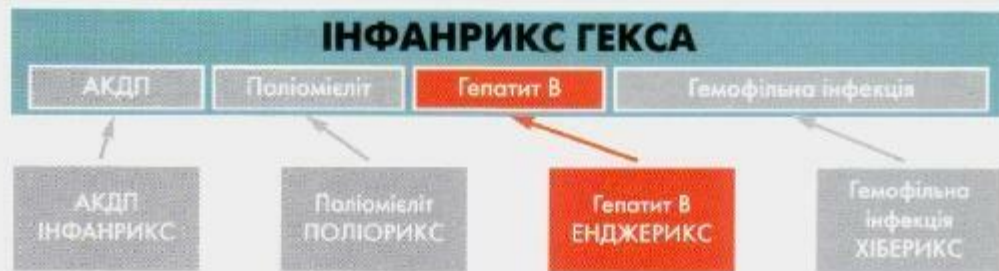 ІНФАНРИКС ГЕКСА
АКДП
Поліомієліт
Гепатит В
Гемофільна інфекція
АКДП
ІНФАНРИКС
Поліомієліт
ПОЛІОРИКС
Гепатит В
ЕНДЖЕРИКС
Гемофільна
інфекція
ХІБЕРИКС